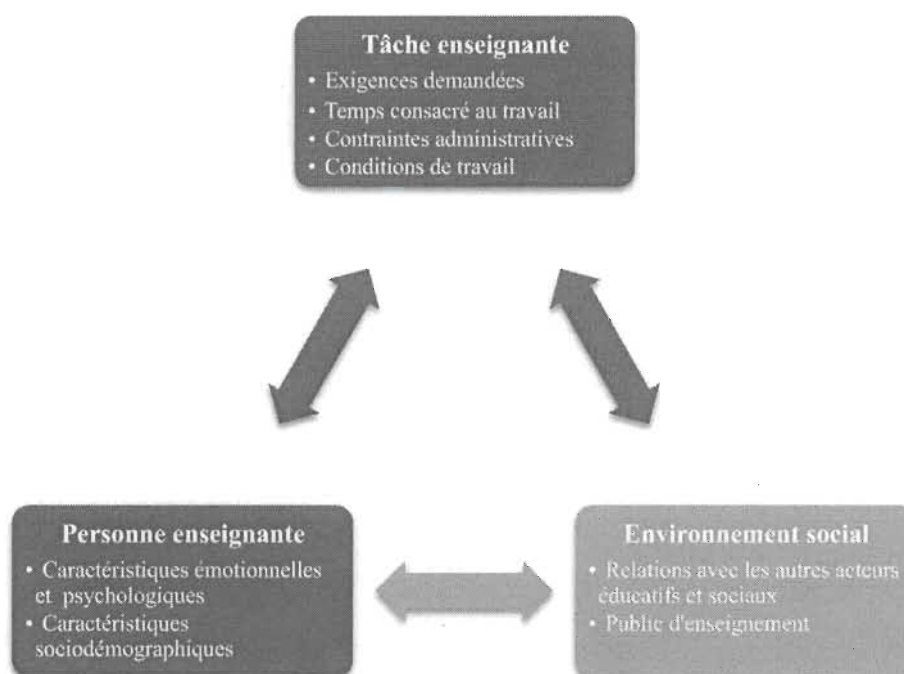 Tâche enseignante
• Exigences demandées
• Temps consacré au travail
• Contraintes administratives
• Conditions de travail
Personne enseignante
• Caractéristiques émotionnelles
et psychologiques
• Caractéristiques
sociodémographiques
Environnement social
• Relations avec les autres acteurs
éducatifs et sociaux
• Public d'enseignement